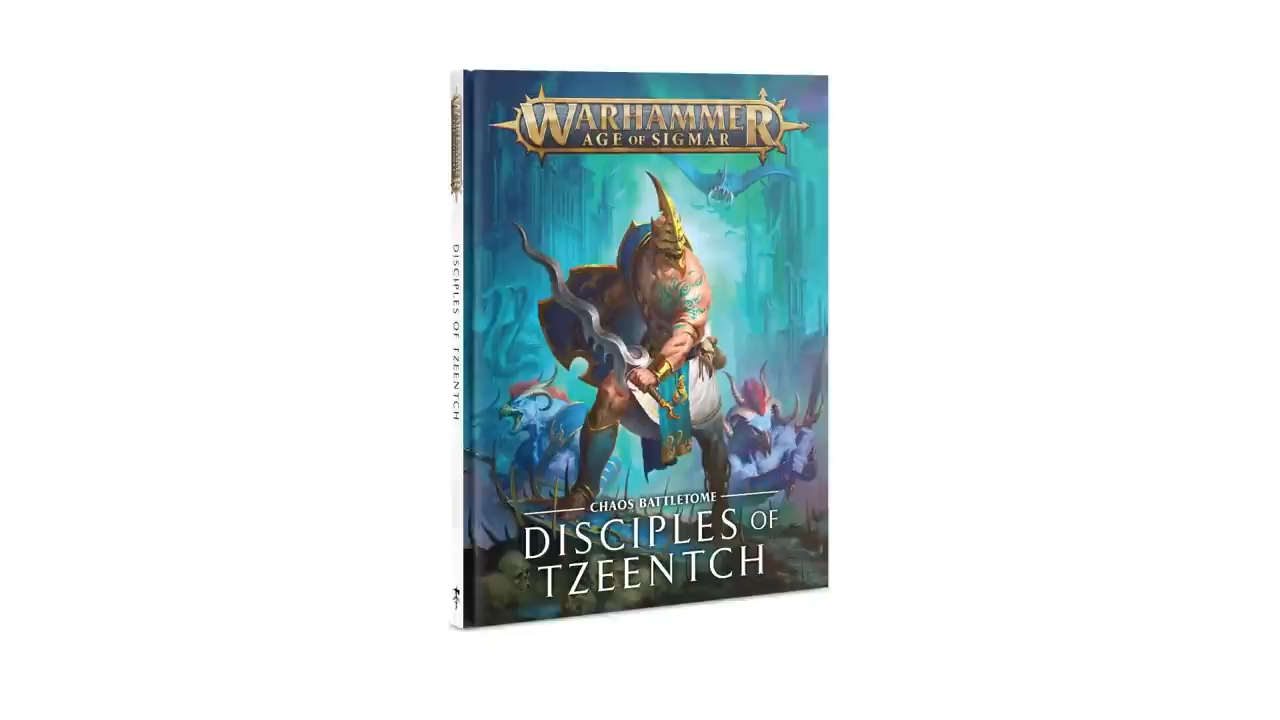 WARHAMMER
AGE OF SIGMAR
CHAOS BATTLETOME
DISCIPLES OF
TZEENTCH
DISCIPLES OF TZEENTCH